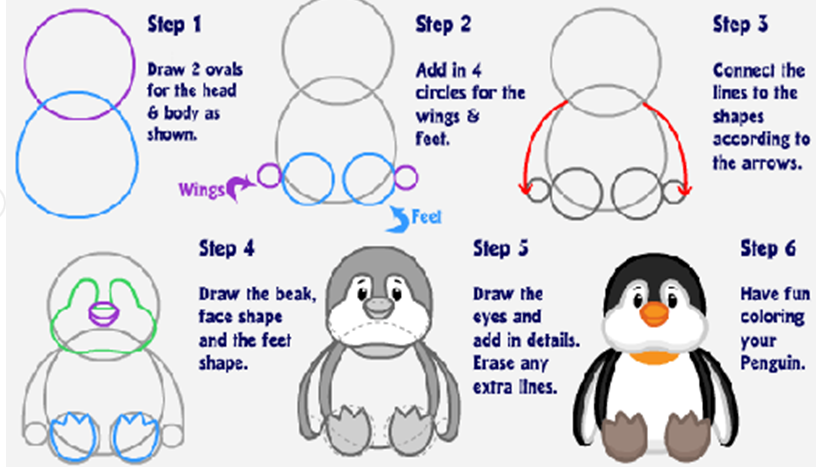 Step 1
Draw 2 ovals
for the head
& body as
shown.
Step 2
Add in 4
circles for the
wings &
feet.
Wings
Feet
Step 3
Connect the
lines to the
shapes
according to
the arrows.
Step 4
Draw the beak,
face shape
and the feet
shape.
Step 5
Draw the
eyes and
add in details.
Erase any
extra lines.
Step 6
Have fun
coloring
your
Penguin.